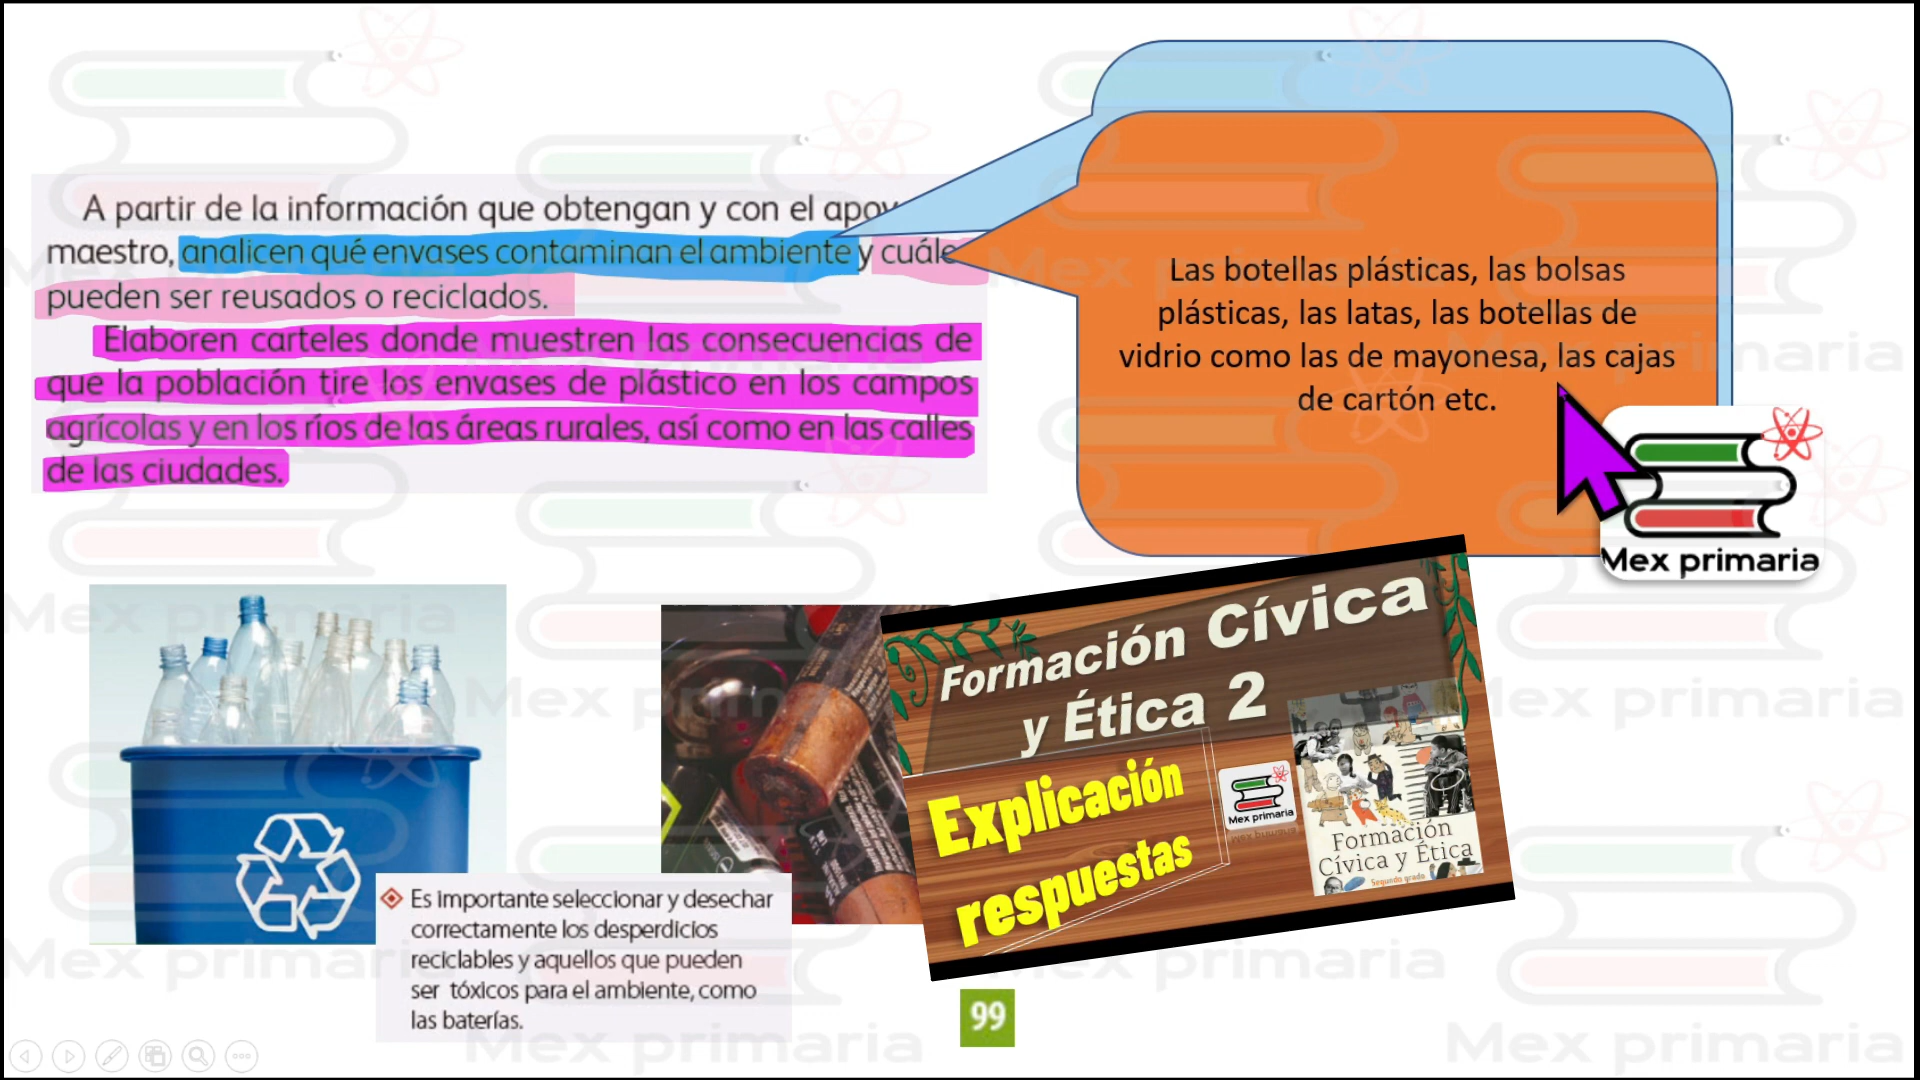 A partir de la información que obtengan y con el apoy
maestro, analicen qué envases contaminan el ambiente y cuále
pueden ser reusados o reciclados.
Elaboren carteles donde muestren las consecuencias de
que la población tire los envases de plástico en los campos
agrícolas y en los ríos de las áreas rurales, así como en las calles
de las ciudades.
Las botellas plásticas, las bolsas
plásticas, las latas, las botellas de
vidrio como las de mayonesa, las cajas
de cartón etc.
Mex primaria
Formación Cívica
y Ética 2
Explicación
respuestas
Mex primaria
Formación
Cívica y Ética
Segundo grado
Es importante seleccionar y desechar
correctamente los desperdicios
reciclables y aquellos que pueden
ser tóxicos para el ambiente, como
las baterías.
99